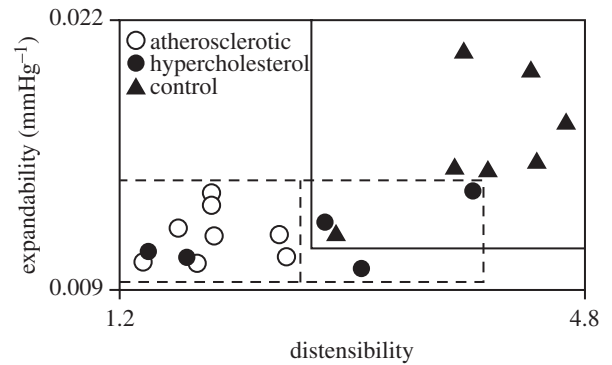 0.022
atherosclerotic
hypercholesterol
control
expandability (mmHg⁻¹)
0.009
1.2
4.8
distensibility